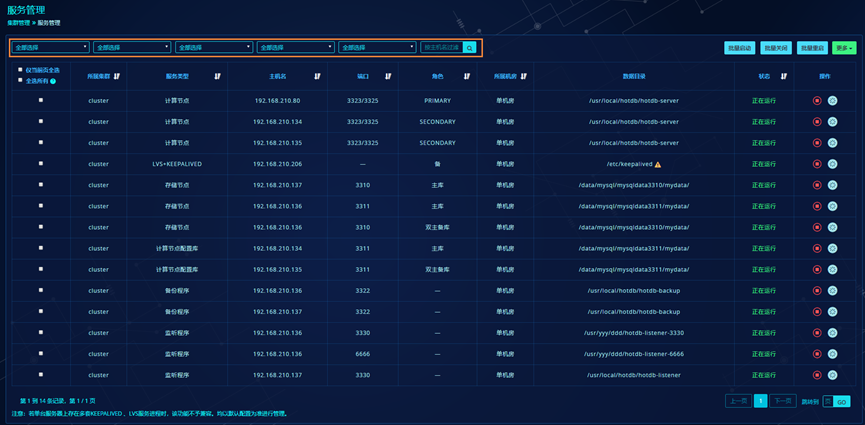 服务管理
集群管理 » 服务管理
全部选择 全部选择 全部选择 全部选择 全部选择 按主机名过滤 批量启动 批量关闭 批量重启 更多
仅当前页全选
全选所有
所属集群 服务类型 主机名 端口 角色 所属机房 数据目录 状态 操作
cluster 计算节点 192.168.210.80 3323/3325 PRIMARY 单机房 /usr/local/hotdb/hotdb-server 正在运行
cluster 计算节点 192.168.210.134 3323/3325 SECONDARY 单机房 /usr/local/hotdb/hotdb-server 正在运行
cluster 计算节点 192.168.210.135 3323/3325 SECONDARY 单机房 /usr/local/hotdb/hotdb-server 正在运行
cluster LVS+KEEPALIVED 192.168.210.206 — 备 单机房 /etc/keepalived 正在运行
cluster 存储节点 192.168.210.137 3310 主库 单机房 /data/mysql/mysqldata3310/mydata/ 正在运行
cluster 存储节点 192.168.210.136 3311 主库 单机房 /data/mysql/mysqldata3311/mydata/ 正在运行
cluster 存储节点 192.168.210.136 3310 双主备库 单机房 /data/mysql/mysqldata3310/mydata/ 正在运行
cluster 计算节点配置库 192.168.210.134 3311 主库 单机房 /data/mysql/mysqldata3311/mydata/ 正在运行
cluster 计算节点配置库 192.168.210.135 3311 双主备库 单机房 /data/mysql/mysqldata3311/mydata/ 正在运行
cluster 备份程序 192.168.210.136 3322 — 单机房 /usr/local/hotdb/hotdb-backup 正在运行
cluster 备份程序 192.168.210.137 3322 — 单机房 /usr/local/hotdb/hotdb-backup 正在运行
cluster 监听程序 192.168.210.136 3330 — 单机房 /usr/yyy/ddd/hotdb-listener-3330 正在运行
cluster 监听程序 192.168.210.136 6666 — 单机房 /usr/yyy/ddd/hotdb-listener-6666 正在运行
cluster 监听程序 192.168.210.137 3330 — 单机房 /usr/local/hotdb/hotdb-listener 正在运行
第 1 到 14 条记录，第 1 / 1 页 上一页 1 下一页 跳转到 页 GO
注意：若单台服务器上存在多套KEEPALIVED 、LVS服务进程时，该功能不予兼容。均以默认配置为准进行管理。